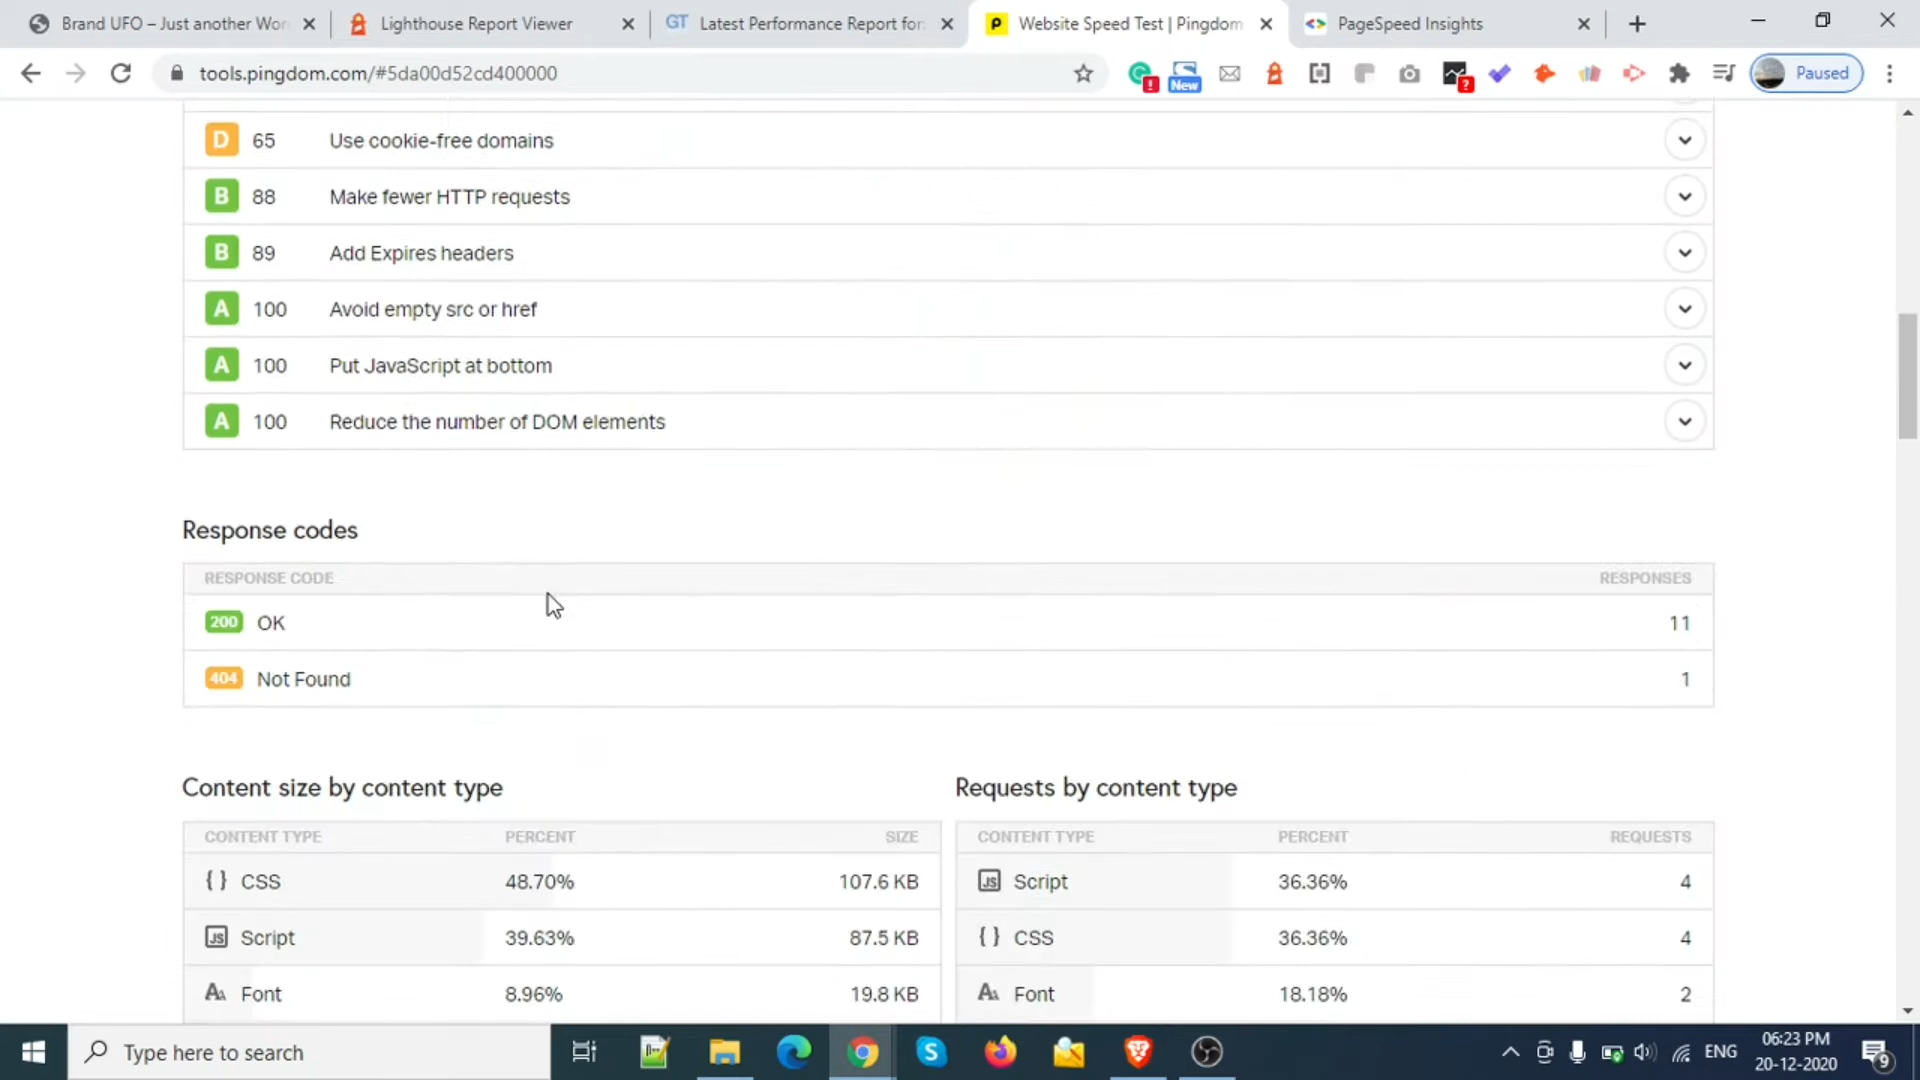 Brand UFO – Just another Wor
Lighthouse Report Viewer
GT Latest Performance Report for:
Website Speed Test | Pingdom
PageSpeed Insights
tools.pingdom.com/#5da00d52cd400000
New
Paused
D 65 Use cookie-free domains
B 88 Make fewer HTTP requests
B 89 Add Expires headers
A 100 Avoid empty src or href
A 100 Put JavaScript at bottom
A 100 Reduce the number of DOM elements
Response codes
RESPONSE CODE RESPONSES
200 OK 11
404 Not Found 1
Content size by content type
CONTENT TYPE PERCENT SIZE
{ } CSS 48.70% 107.6 KB
JS Script 39.63% 87.5 KB
AA Font 8.96% 19.8 KB
Requests by content type
CONTENT TYPE PERCENT REQUESTS
JS Script 36.36% 4
{ } CSS 36.36% 4
AA Font 18.18% 2
Type here to search
ENG
06:23 PM
20-12-2020
9